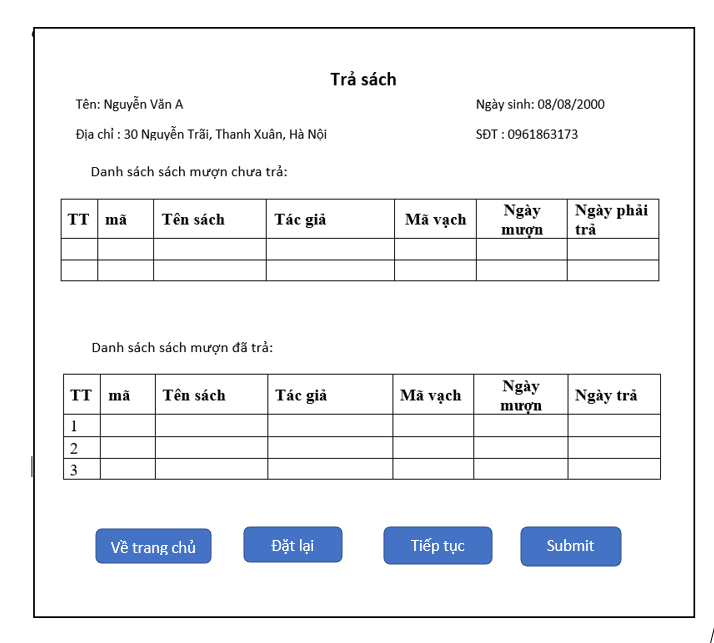 Trả sách
Tên: Nguyễn Văn A Ngày sinh: 08/08/2000
Địa chỉ : 30 Nguyễn Trãi, Thanh Xuân, Hà Nội SĐT : 0961863173
Danh sách sách mượn chưa trả:
TT mã Tên sách Tác giả Mã vạch Ngày mượn Ngày phải trả
Danh sách sách mượn đã trả:
TT mã Tên sách Tác giả Mã vạch Ngày mượn Ngày trả
1
2
3
Về trang chủ Đặt lại Tiếp tục Submit